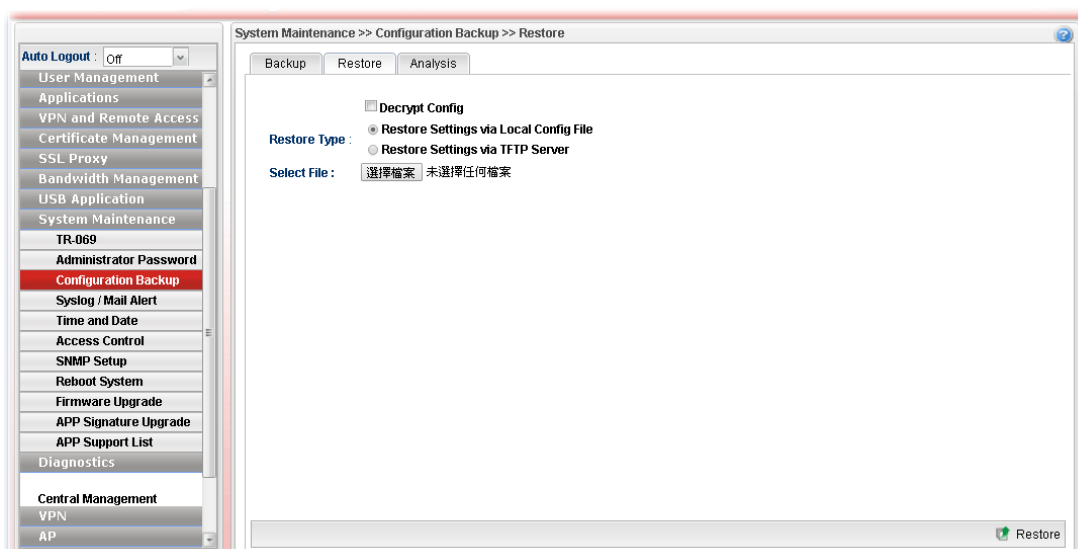 System Maintenance >> Configuration Backup >> Restore
Auto Logout : Off
User Management
Applications
VPN and Remote Access
Certificate Management
SSL Proxy
Bandwidth Management
USB Application
System Maintenance
TR-069
Administrator Password
Configuration Backup
Syslog / Mail Alert
Time and Date
Access Control
SNMP Setup
Reboot System
Firmware Upgrade
APP Signature Upgrade
APP Support List
Diagnostics
Central Management
VPN
AP
Backup Restore Analysis
Decrypt Config
Restore Type :
Restore Settings via Local Config File
Restore Settings via TFTP Server
Select File : 選擇檔案 未選擇任何檔案
Restore